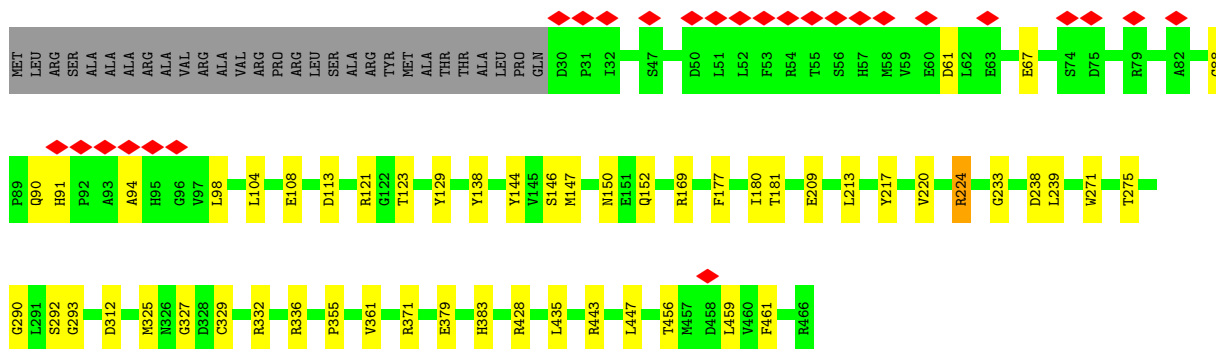 MET LEU ARG SER ALA ALA ALA ARG ALA VAL ARG ALA VAL ARG PRO ARG LEU SER ALA ARG TYR MET ALA THR THR ALA LEU PRO GLN D30 P31 I32 S47 D50 L51 L52 F53 R54 T55 S56 H57 M58 V59 E60 D61 L62 E63 E67 S74 D75 R79 A82 G88
P89 Q90 H91 P92 A93 A94 H95 G96 V97 L98 L104 E108 D113 R121 G122 T123 Y129 Y138 Y144 V145 S146 M147 N150 E151 Q152 R169 F177 I180 T181 E209 L213 Y217 V220 R224 G233 D238 L239 W271 T275
G290 L291 S292 G293 D312 M325 N326 G327 D328 C329 R332 R336 P355 V361 R371 E379 H383 R428 L435 R443 L447 T456 M457 D458 L459 V460 F461 R466